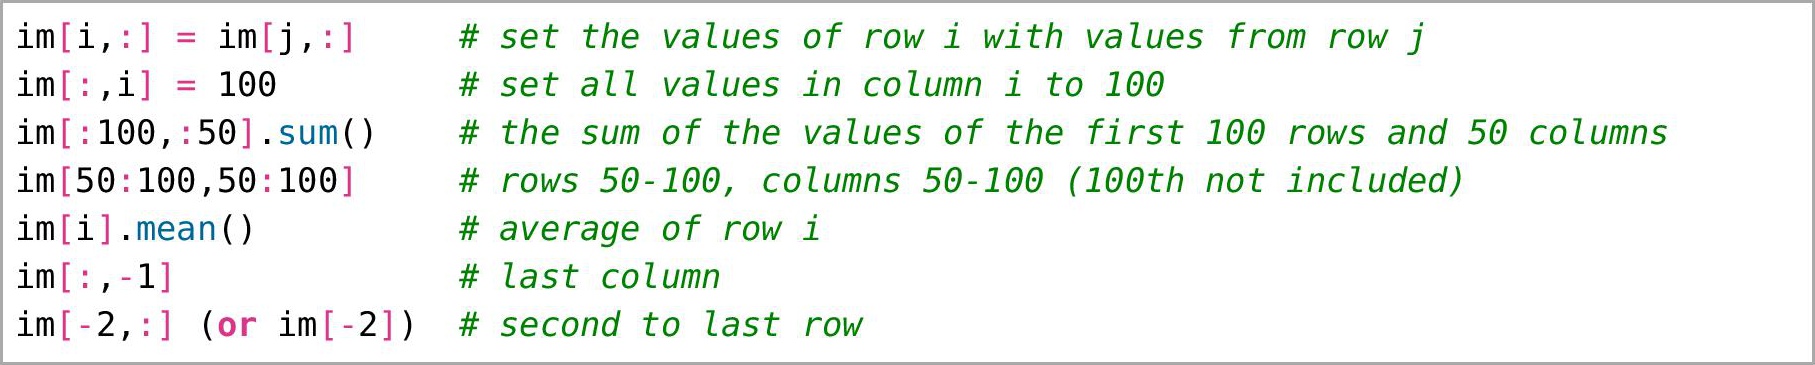 im[i,:] = im[j,:]     # set the values of row i with values from row j
im[:,i] = 100         # set all values in column i to 100
im[:100,:50].sum()    # the sum of the values of the first 100 rows and 50 columns
im[50:100,50:100]     # rows 50-100, columns 50-100 (100th not included)
im[i].mean()          # average of row i
im[:,-1]              # last column
im[-2,:] (or im[-2])  # second to last row